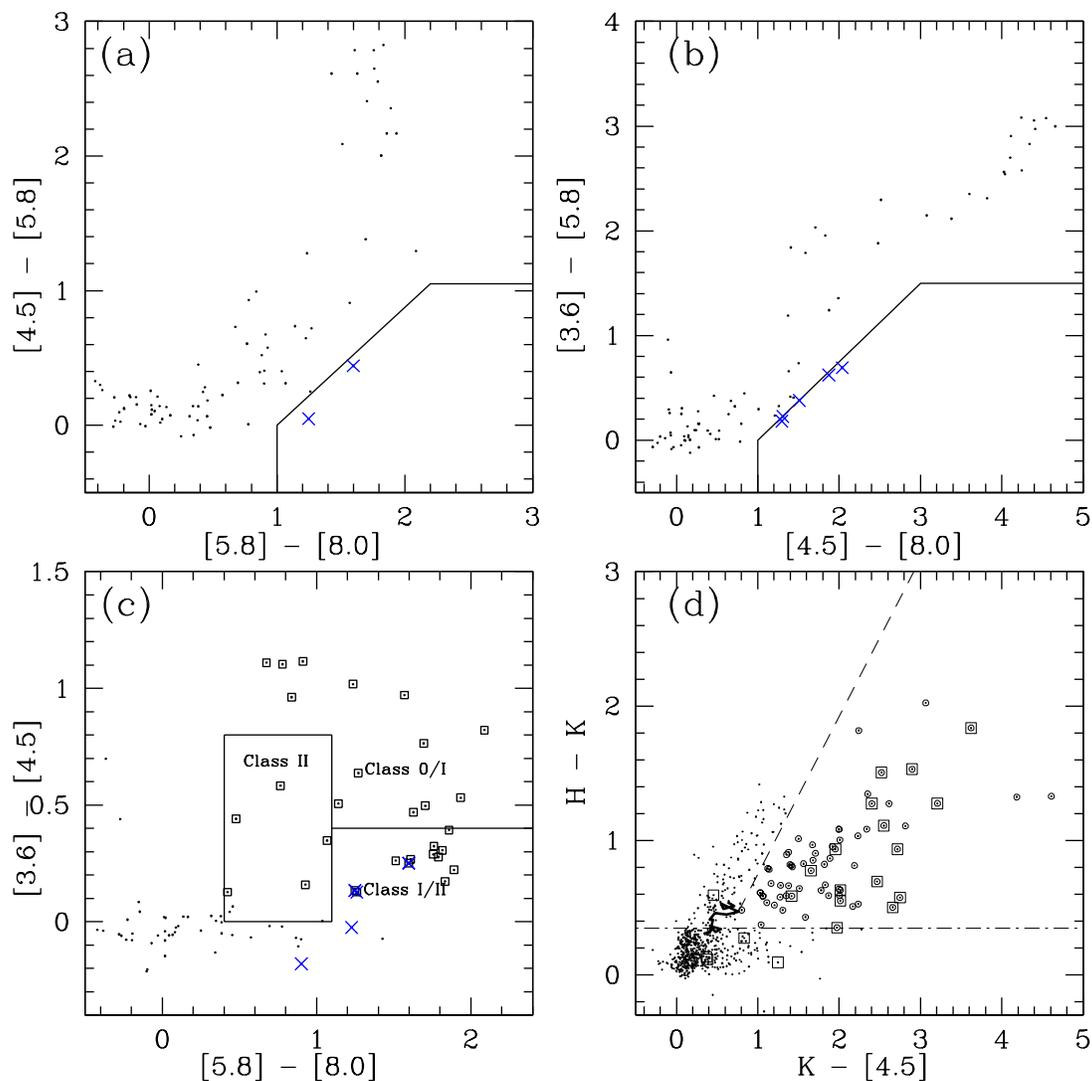 (a)
3
2
1
0
[4.5] − [5.8]
0 1 2 3
[5.8] − [8.0]
(b)
4
3
2
1
0
[3.6] − [5.8]
0 1 2 3 4 5
[4.5] − [8.0]
(c)
1.5
1
0.5
0
[3.6] − [4.5]
Class II
Class 0/I
Class I/II
0 1 2
[5.8] − [8.0]
(d)
3
2
1
0
H − K
0 1 2 3 4 5
K − [4.5]